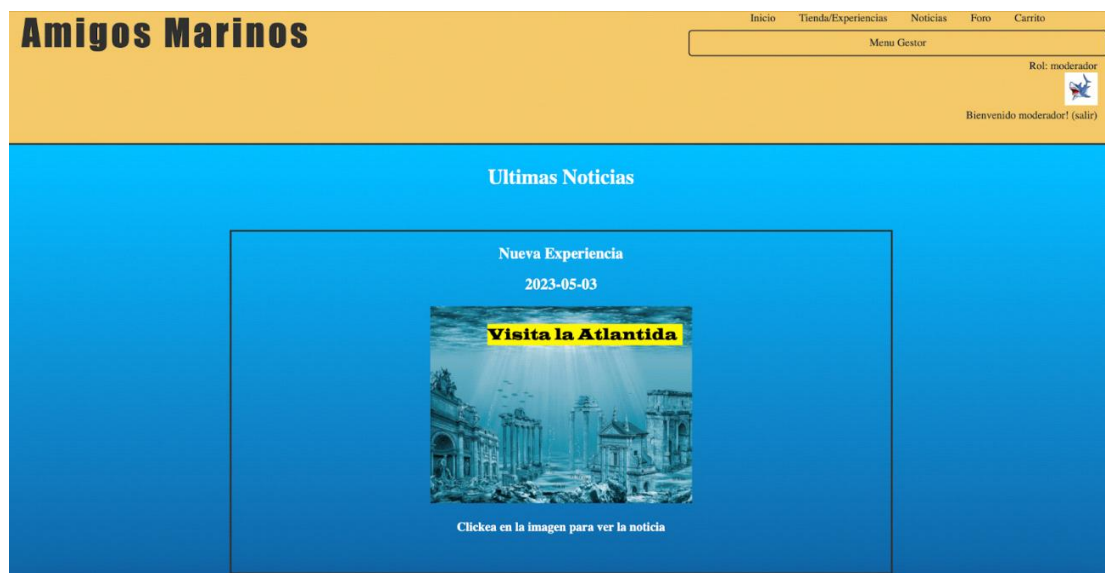 Amigos Marinos
Inicio Tienda/Experiencias Noticias Foro Carrito
Menu Gestor
Rol: moderador
Bienvenido moderador! (salir)
Ultimas Noticias
Nueva Experiencia
2023-05-03
Visita la Atlantida
Clickea en la imagen para ver la noticia